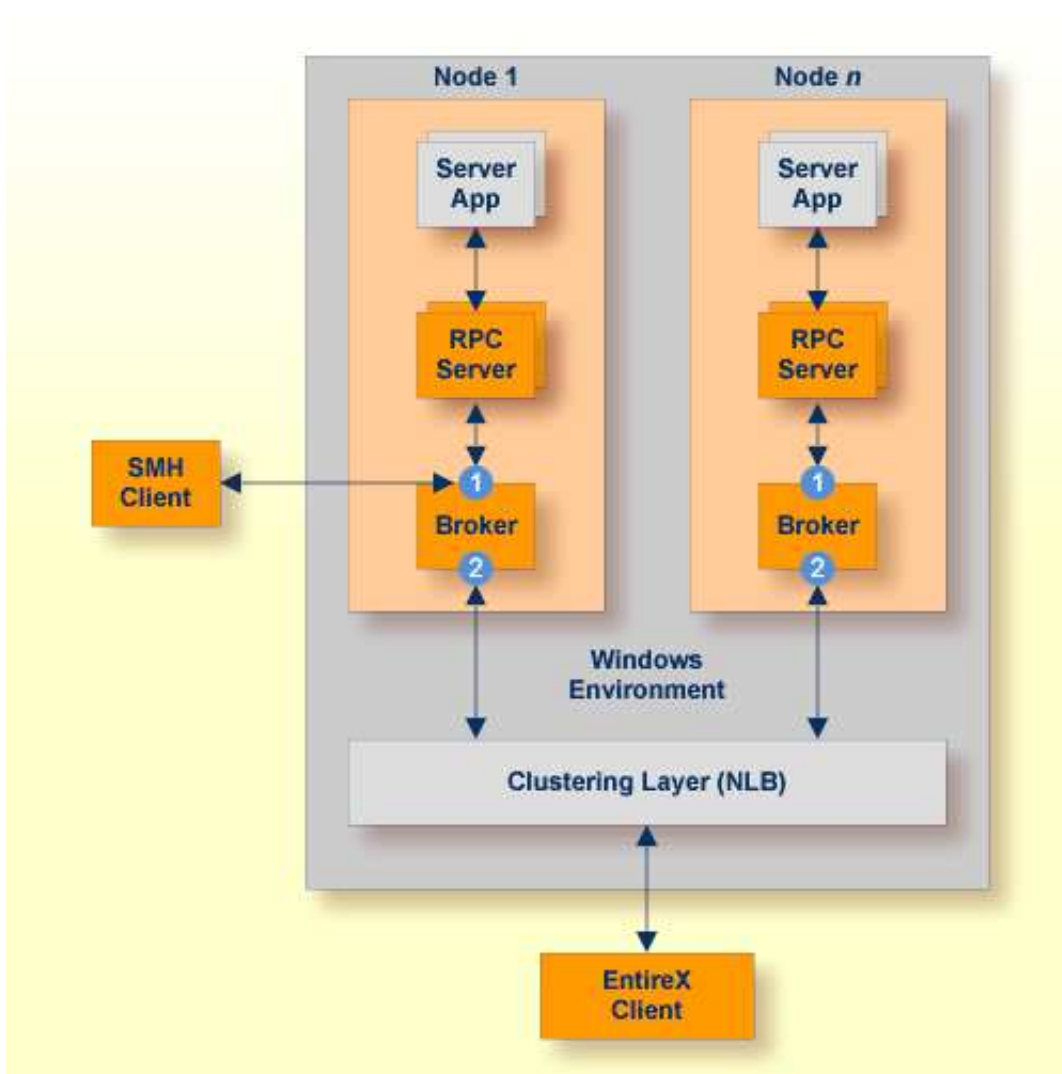 Node 1
Node n
Server
App
Server
App
RPC
Server
RPC
Server
SMH
Client
1
Broker
2
1
Broker
2
Windows
Environment
Clustering Layer (NLB)
EntireX
Client